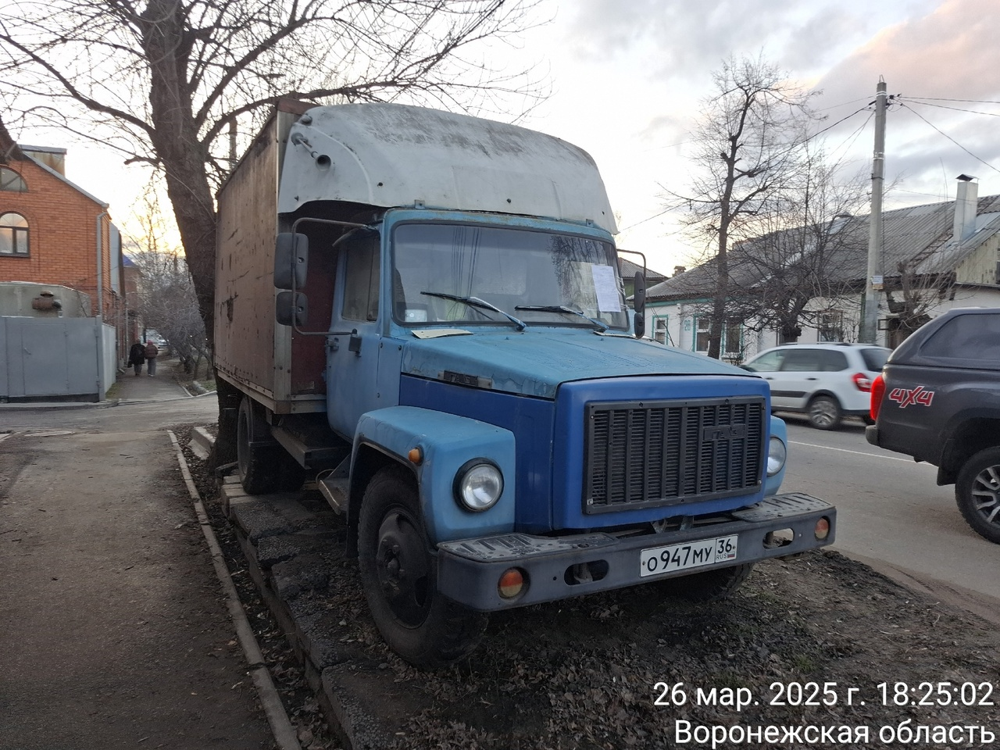 4X4
О947МУ 36
RUS
26 мар. 2025 г. 18:25:02
Воронежская область